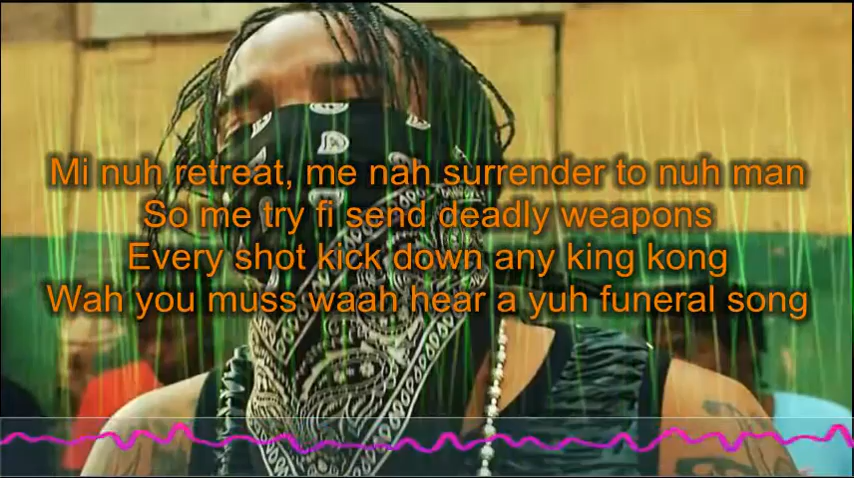 Mi nuh retreat, me nah surrender to nuh man
So me try fi send deadly weapons
Every shot kick down any king kong
Wah you muss waah hear a yuh funeral song